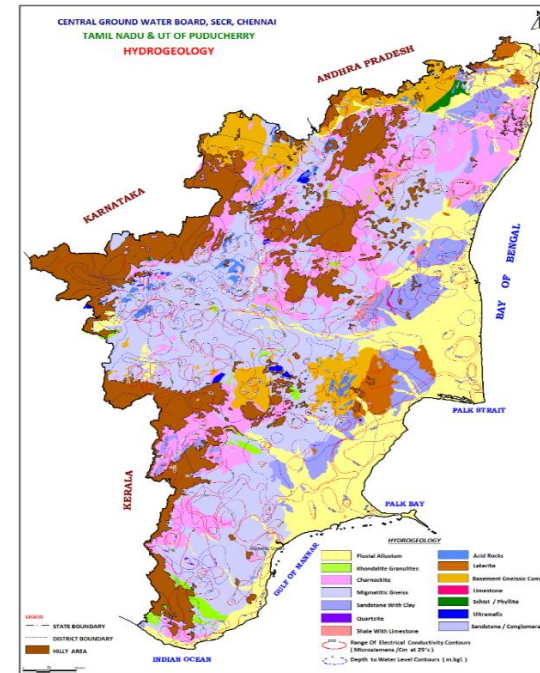 CENTRAL GROUND WATER BOARD, SECR, CHENNAI
TAMIL NADU & UT OF PUDUCHERRY
HYDROGEOLOGY
N
ANDHRA PRADESH
KARNATAKA
BAY OF BENGAL
PALK STRAIT
KERALA
PALK BAY
GULF OF MANNAR
INDIAN OCEAN
HYDROGEOLOGY
Fluvial Alluvium
Khondalite Granulites
Charnockite
Migmatitic Gneiss
Sandstone With Clay
Quartzite
Shale With Limestone
Acid Rocks
Laterite
Basement Gneissic Com
Limestone
Schist / Phyllite
Ultramafic
Sandstone / Conglomera
Range Of Electrical Conductivity Contours
( Microsiemens /Cm at 25°c )
Depth to Water Level Contours ( m.bgl. )
LEGEND
STATE BOUNDARY
DISTRICT BOUNDARY
HILLY AREA